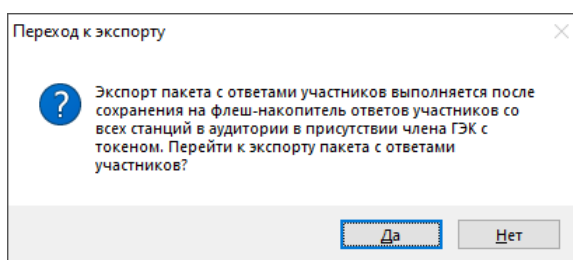 Переход к экспорту
Экспорт пакета с ответами участников выполняется после
сохранения на флеш-накопитель ответов участников со
всех станций в аудитории в присутствии члена ГЭК с
токеном. Перейти к экспорту пакета с ответами
участников?
Да
Нет